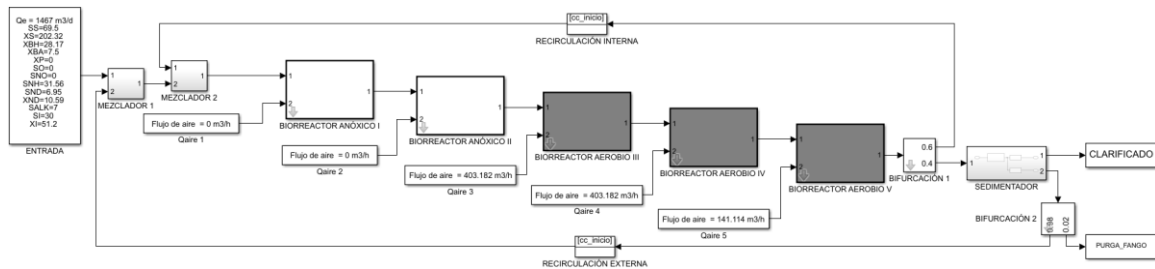 Qe = 1467 m3/d
SS=69.5
XS=202.32
XBH=28.17
XBA=7.5
XP=0
SO=0
SNO=0
SNH=31.56
SND=6.95
XND=10.59
SALK=7
SI=30
XI=51.2
ENTRADA
1
2
1
MEZCLADOR 1
1
2
1
MEZCLADOR 2
[cc_inicio]
RECIRCULACIÓN INTERNA
1
2
1
BIORREACTOR ANÓXICO I
Flujo de aire = 0 m3/h
Qaire 1
1
2
1
BIORREACTOR ANÓXICO II
Flujo de aire = 0 m3/h
Qaire 2
1
2
1
BIORREACTOR AEROBIO III
Flujo de aire = 403.182 m3/h
Qaire 3
1
2
1
BIORREACTOR AEROBIO IV
Flujo de aire = 403.182 m3/h
Qaire 4
1
2
1
BIORREACTOR AEROBIO V
Flujo de aire = 141.114 m3/h
Qaire 5
0.6
0.4
BIFURCACIÓN 1
1
2
SEDIMENTADOR
CLARIFICADO
BIFURCACIÓN 2
0.98
0.02
PURGA_FANGO
[cc_inicio]
RECIRCULACIÓN EXTERNA